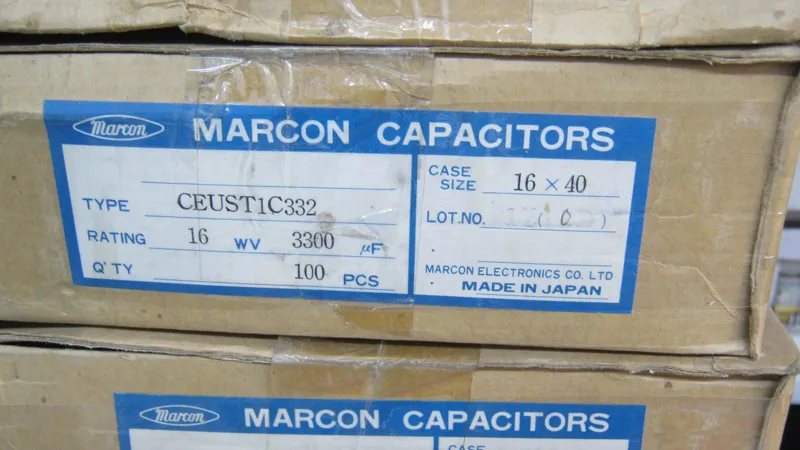 Marcon MARCON CAPACITORS
TYPE CEUST1C332
RATING 16 WV 3300 μF
Q'TY 100 PCS
CASE SIZE 16 × 40
LOT.NO.
MARCON ELECTRONICS CO. LTD
MADE IN JAPAN
Marcon MARCON CAPACITORS
CASE